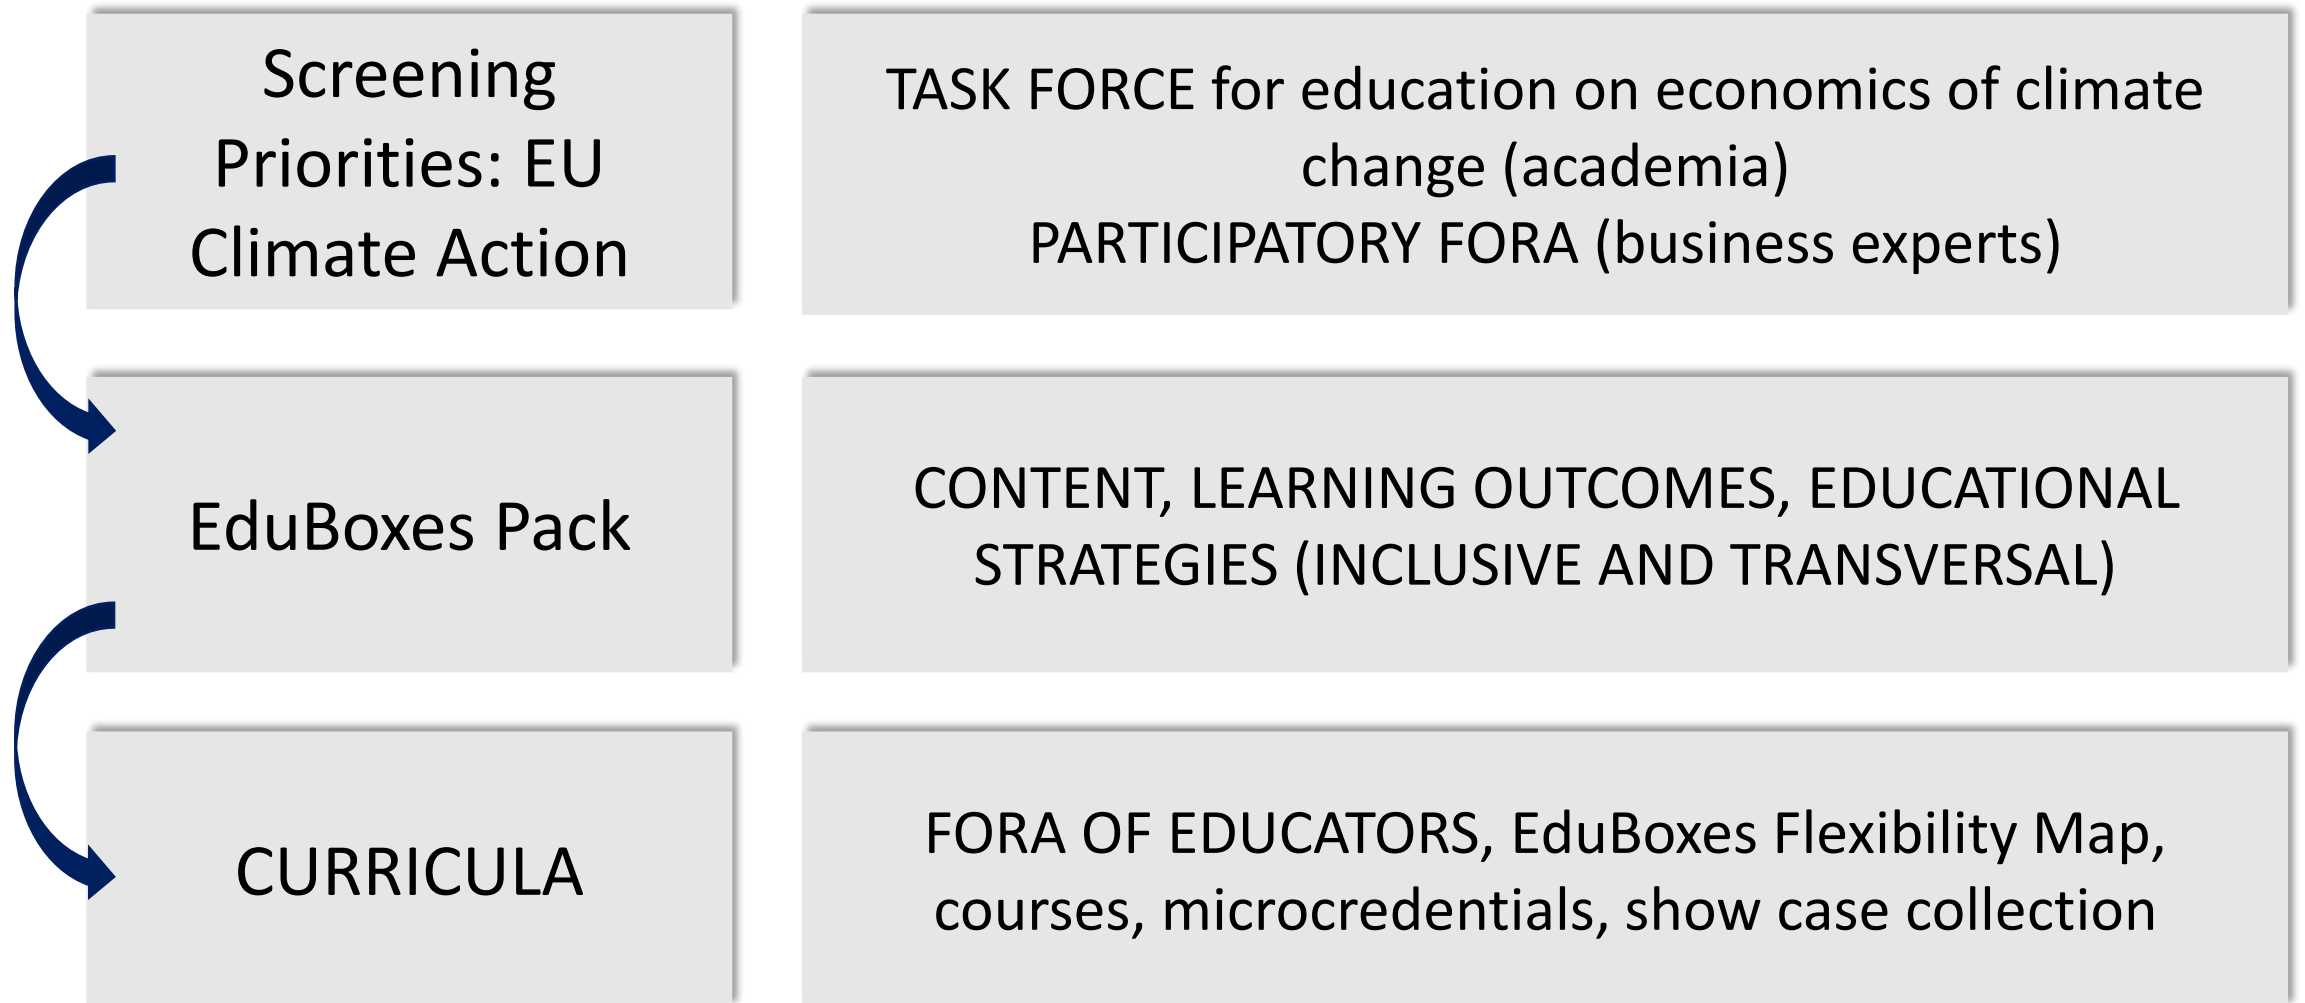 Screening
Priorities: EU
Climate Action
TASK FORCE for education on economics of climate
change (academia)
PARTICIPATORY FORA (business experts)
EduBoxes Pack
CONTENT, LEARNING OUTCOMES, EDUCATIONAL
STRATEGIES (INCLUSIVE AND TRANSVERSAL)
CURRICULA
FORA OF EDUCATORS, EduBoxes Flexibility Map,
courses, microcredentials, show case collection